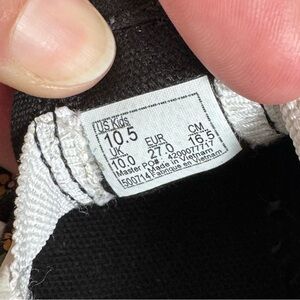 US Kids
10.5
UK EUR CM
10.0 27.0 16.5
Master PO# 4200077717
Made in Vietnam
500714 Fabriqué en Vietnam